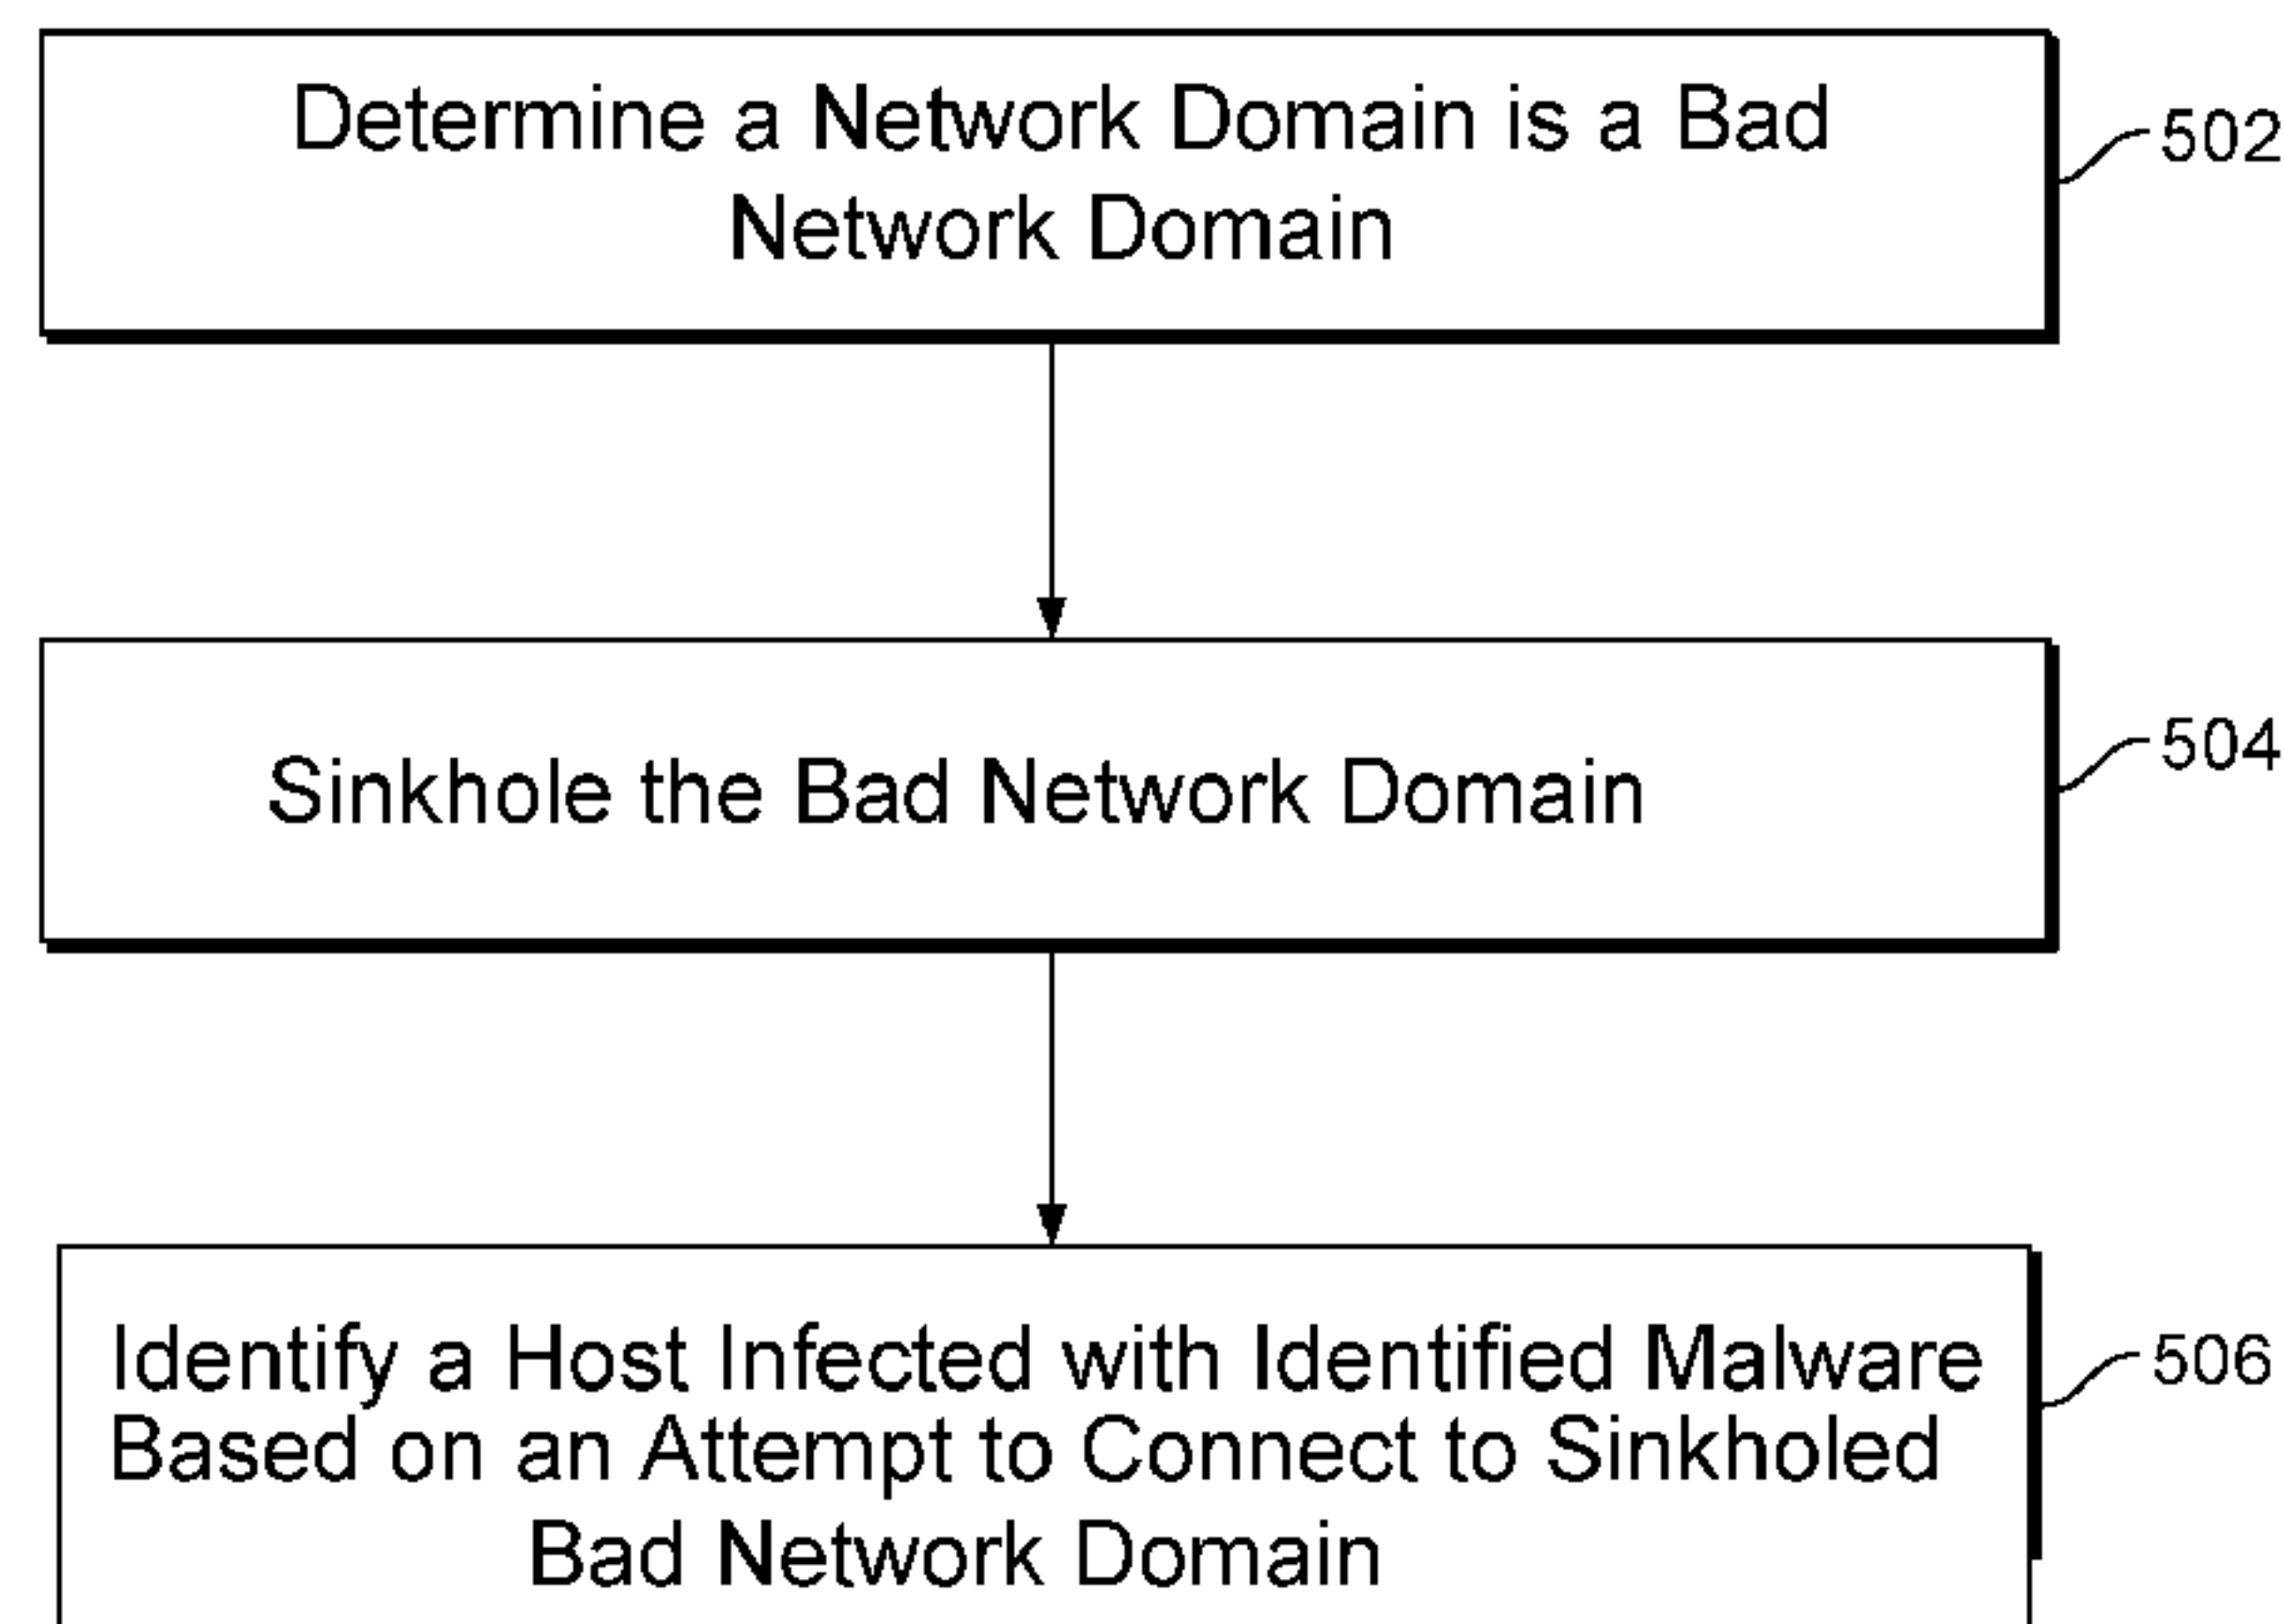 Determine a Network Domain is a Bad
Network Domain
502
Sinkhole the Bad Network Domain
504
Identify a Host Infected with Identified Malware
Based on an Attempt to Connect to Sinkholed
Bad Network Domain
506